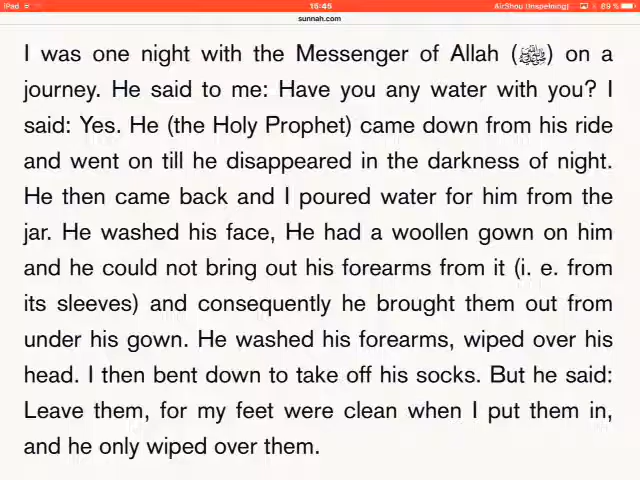 iPad
15:45
AirShou (Inspelning)
89 %
sunnah.com
I was one night with the Messenger of Allah (ﷺ) on a
journey. He said to me: Have you any water with you? I
said: Yes. He (the Holy Prophet) came down from his ride
and went on till he disappeared in the darkness of night.
He then came back and I poured water for him from the
jar. He washed his face, He had a woollen gown on him
and he could not bring out his forearms from it (i. e. from
its sleeves) and consequently he brought them out from
under his gown. He washed his forearms, wiped over his
head. I then bent down to take off his socks. But he said:
Leave them, for my feet were clean when I put them in,
and he only wiped over them.